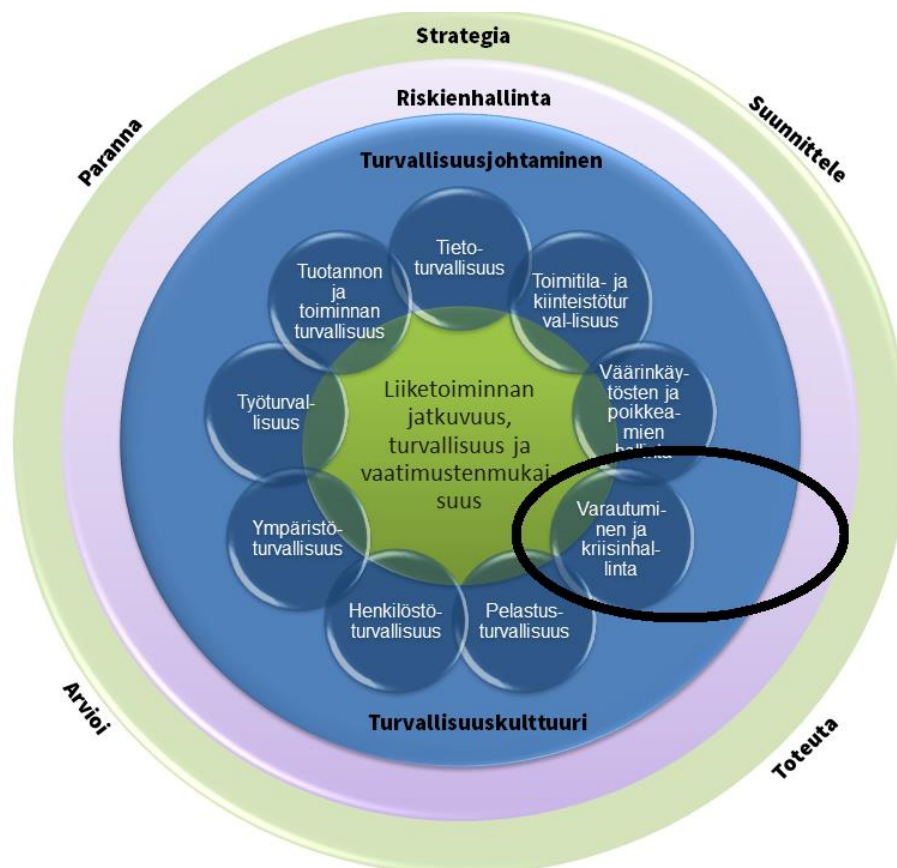 Strategia
Riskienhallinta
Paranna
Suunnittele
Turvallisuusjohtaminen
Tieto-
turvallisuus
Toimitila- ja
kiinteistötur
val-lisuus
Väärinkäy-
tösten ja
poikkea-
mien
hallinta
Varautumi-
nen ja
kriisinhal-
linta
Pelastus-
turvallisuus
Henkilöstö-
turvallisuus
Ympäristö-
turvallisuus
Työturval-
lisuus
Tuotannon
ja
toiminnan
turvallisuus
Liiketoiminnan
jatkuvuus,
turvallisuus ja
vaatimustenmukai-
suus
Turvallisuuskulttuuri
Arvioi
Toteuta